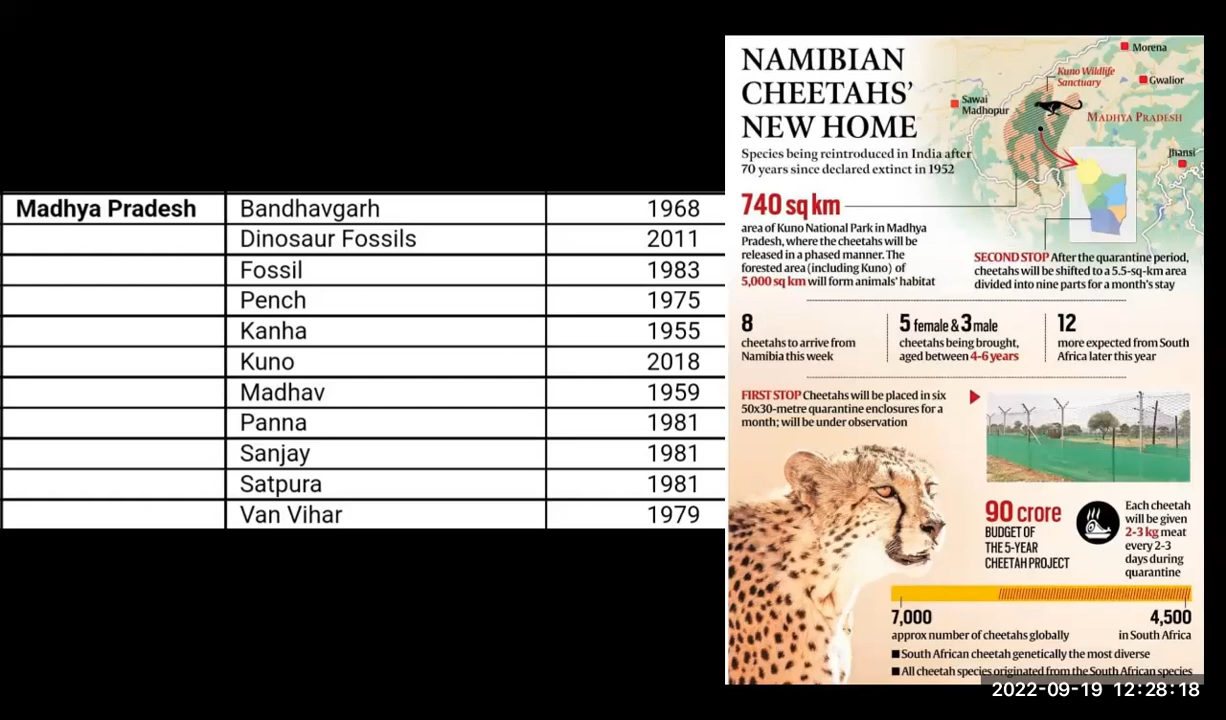 Madhya Pradesh Bandhavgarh 1968
Dinosaur Fossils 2011
Fossil 1983
Pench 1975
Kanha 1955
Kuno 2018
Madhav 1959
Panna 1981
Sanjay 1981
Satpura 1981
Van Vihar 1979
NAMIBIAN
CHEETAHS'
NEW HOME
Species being reintroduced in India after
70 years since declared extinct in 1952
Morena
Kuno Wildlife
Sanctuary
Gwalior
Sawai
Madhopur
MADHYA PRADESH
Jhansi
740 sq km
area of Kuno National Park in Madhya
Pradesh, where the cheetahs will be
released in a phased manner. The
forested area (including Kuno) of
5,000 sq km will form animals' habitat
SECOND STOP After the quarantine period,
cheetahs will be shifted to a 5.5-sq-km area
divided into nine parts for a month's stay
8
cheetahs to arrive from
Namibia this week
5 female & 3 male
cheetahs being brought,
aged between 4-6 years
12
more expected from South
Africa later this year
FIRST STOP Cheetahs will be placed in six
50x30-metre quarantine enclosures for a
month; will be under observation
90 crore
BUDGET OF
THE 5-YEAR
CHEETAH PROJECT
Each cheetah
will be given
2-3 kg meat
every 2-3
days during
quarantine
7,000
approx number of cheetahs globally
4,500
in South Africa
South African cheetah genetically the most diverse
All cheetah species originated from the South African species
2022-09-19 12:28:18